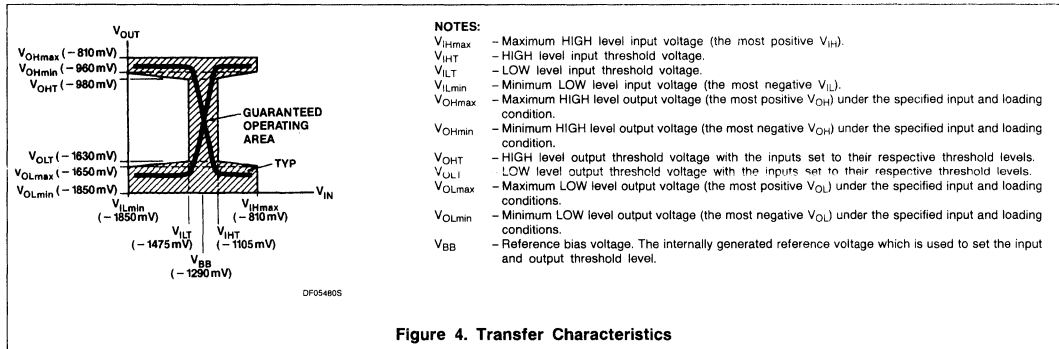 VOUT
VOHmax (−810mV)
VOHmin (−960mV)
VOHT (−980mV)
GUARANTEED
OPERATING
AREA
VOLT (−1630mV)
VOLmax (−1650mV)
VOLmin (−1850mV)
TYP
VIN
VILmin
(−1850mV)
VIHmax
(−810mV)
VILT
(−1475mV)
VIHT
(−1105mV)
VBB
(−1290mV)
DF05480S
NOTES:
VIHmax – Maximum HIGH level input voltage (the most positive VIH).
VIHT – HIGH level input threshold voltage.
VILT – LOW level input threshold voltage.
VILmin – Minimum LOW level input voltage (the most negative VIL).
VOHmax – Maximum HIGH level output voltage (the most positive VOH) under the specified input and loading
condition.
VOHmin – Minimum HIGH level output voltage (the most negative VOH) under the specified input and loading
condition.
VOHT – HIGH level output threshold voltage with the inputs set to their respective threshold levels.
VOLT LOW level output threshold voltage with the inputs set to their respective threshold levels.
VOLmax – Maximum LOW level output voltage (the most positive VOL) under the specified input and loading
conditions.
VOLmin – Minimum LOW level output voltage (the most negative VOL) under the specified input and loading
conditions.
VBB – Reference bias voltage. The internally generated reference voltage which is used to set the input
and output threshold level.
Figure 4. Transfer Characteristics